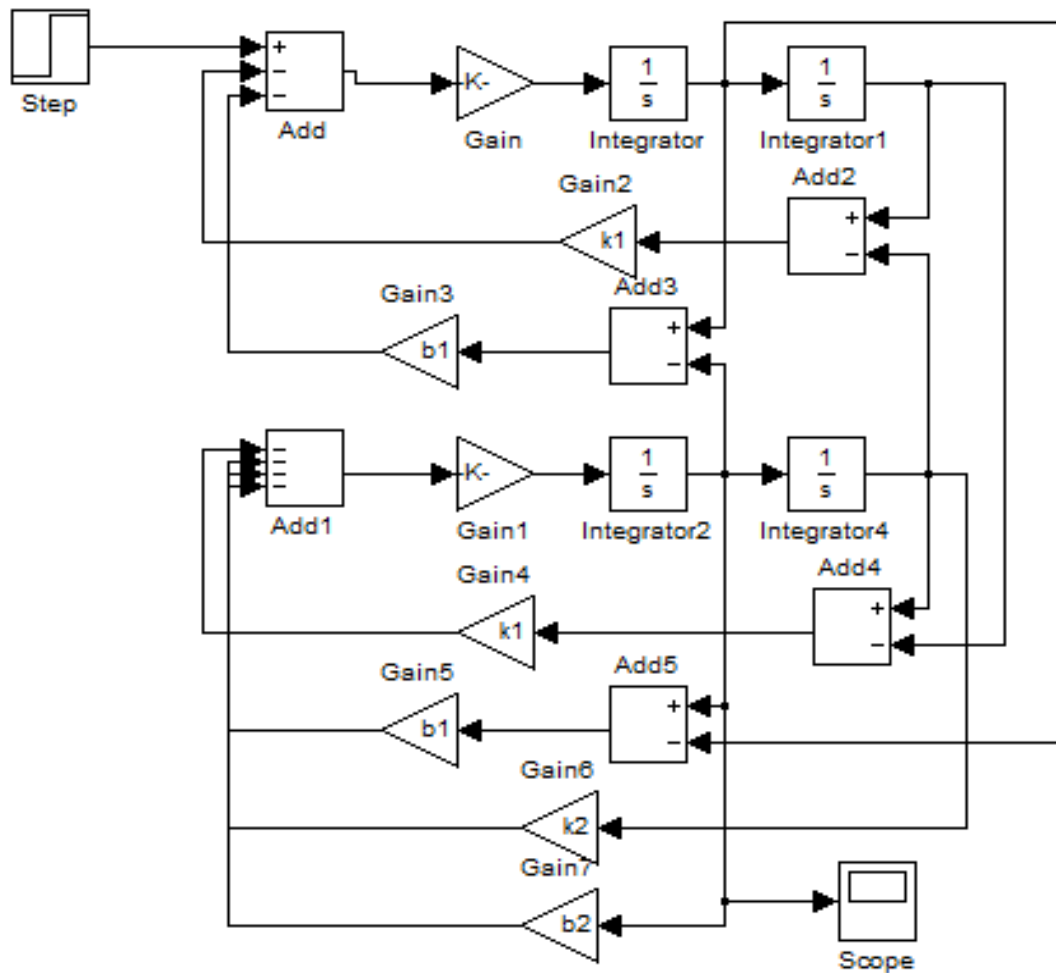 Step
+
−
−
Add
K-
Gain
1
s
Integrator
1
s
Integrator1
Gain2
k1
Add2
+
−
Gain3
b1
Add3
+
−
−
−
−
−
Add1
K-
Gain1
1
s
Integrator2
1
s
Integrator4
Gain4
k1
Add4
+
−
Gain5
b1
Add5
+
−
Gain6
k2
Gain7
b2
Scope